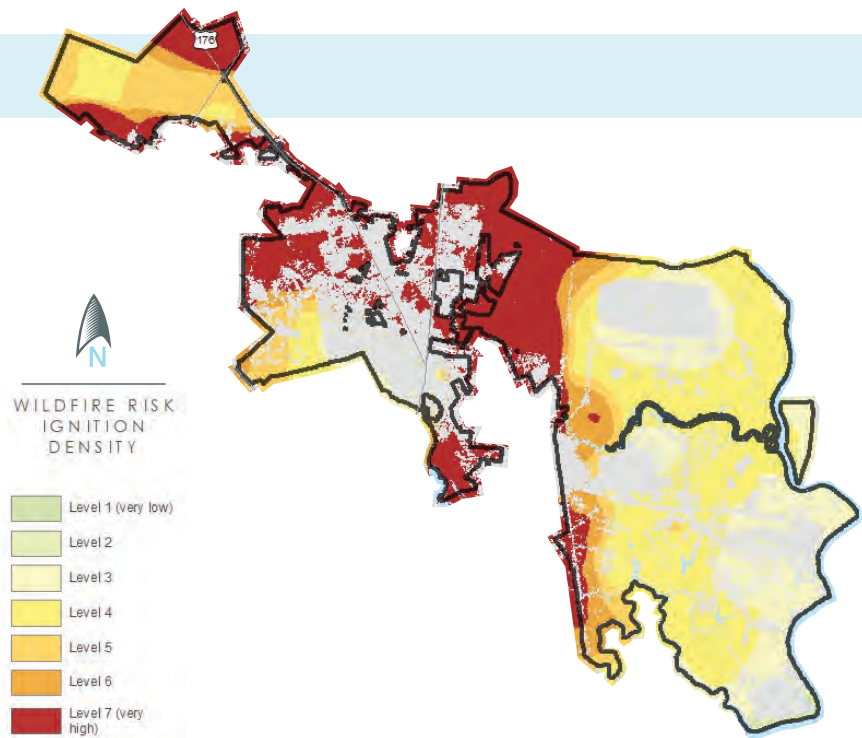 176
N
WILDFIRE RISK
IGNITION
DENSITY
Level 1 (very low)
Level 2
Level 3
Level 4
Level 5
Level 6
Level 7 (very
high)